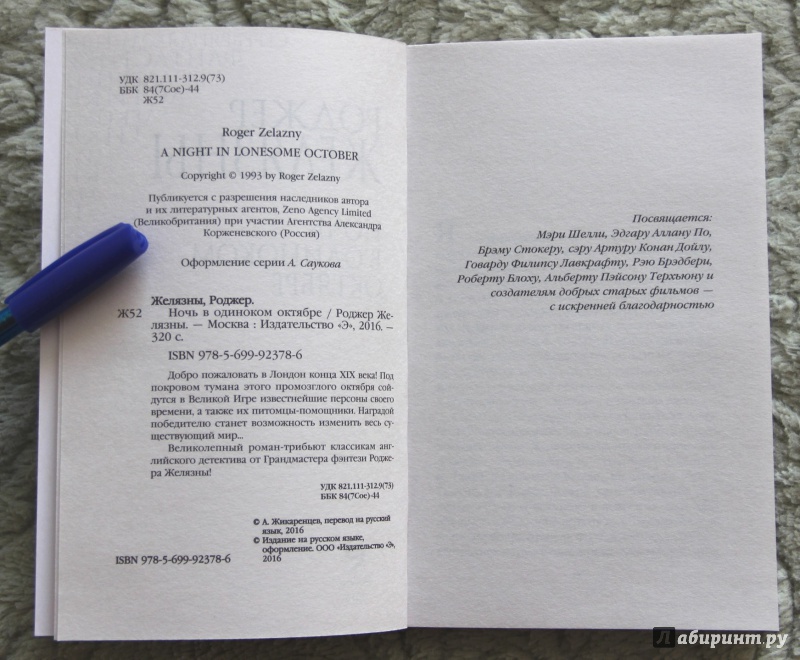 УДК 821.111-312.9(73)
ББК 84(7Сое)-44
Ж52
Roger Zelazny
A NIGHT IN LONESOME OCTOBER
Copyright © 1993 by Roger Zelazny
Публикуется с разрешения наследников автора
и их литературных агентов, Zeno Agency Limited
(Великобритания) при участии Агентства Александра
Корженевского (Россия)
Оформление серии А. Саукова
Желязны, Роджер.
Ж52 Ночь в одиноком октябре / Роджер Же-
лязны. — Москва : Издательство «Э», 2016. —
320 с.
ISBN 978-5-699-92378-6
Добро пожаловать в Лондон конца XIX века! Под
покровом тумана этого промозглого октября сой-
дутся в Великой Игре известнейшие персоны своего
времени, а также их питомцы-помощники. Наградой
победителю станет возможность изменить весь су-
ществующий мир...
Великолепный роман-трибьют классикам анг-
лийского детектива от Грандмастера фэнтези Родже-
ра Желязны!
УДК 821.111-312.9(73)
ББК 84(7Сое)-44
© А. Жикаренцев, перевод на русский
язык, 2016
© Издание на русском языке,
оформление. ООО «Издательство «Э»,
2016
ISBN 978-5-699-92378-6
Посвящается:
Мэри Шелли, Эдгару Аллану По,
Брэму Стокеру, сэру Артуру Конан Дойлу,
Говарду Филипсу Лавкрафту, Рэю Брэдбери,
Роберту Блоху, Альберту Пэйсону Терхьюну и
создателям добрых старых фильмов —
с искренней благодарностью
Лабиринт.ру